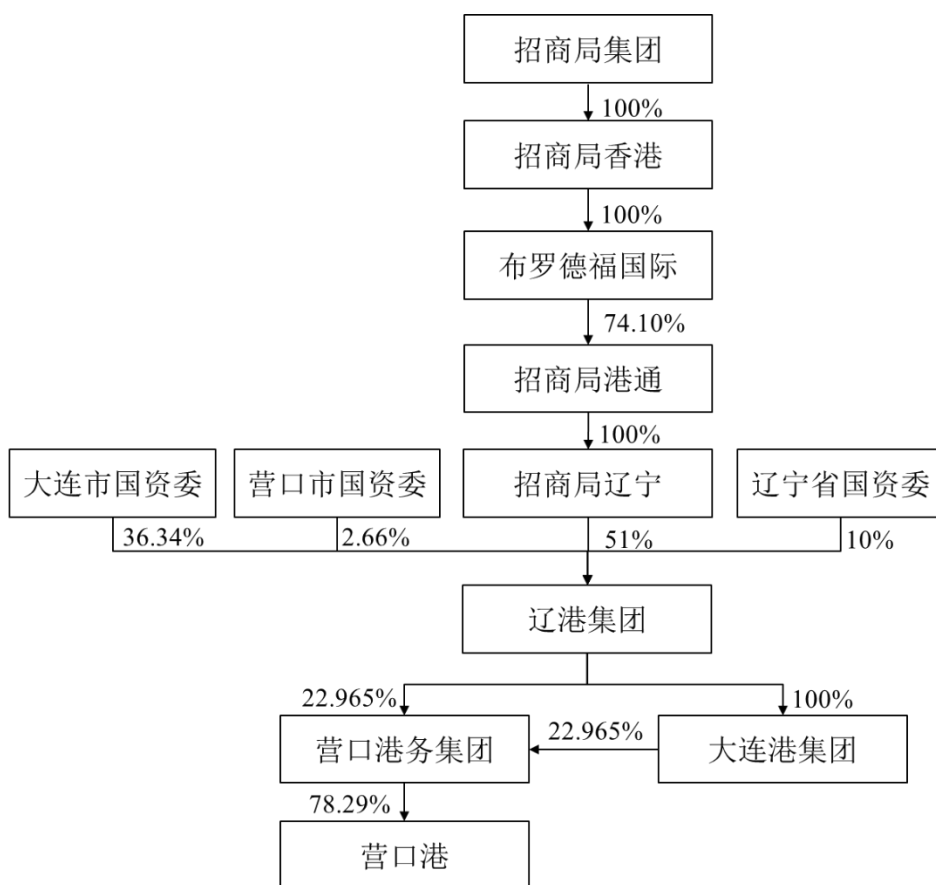 招商局集团
100%
招商局香港
100%
布罗德福国际
74.10%
招商局港通
100%
大连市国资委
营口市国资委
招商局辽宁
辽宁省国资委
36.34%
2.66%
51%
10%
辽港集团
22.965%
100%
营口港务集团
22.965%
大连港集团
78.29%
营口港